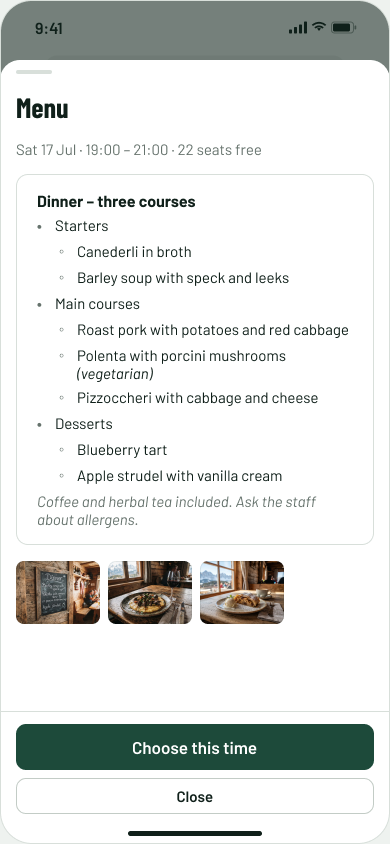 9:41
Menu
Sat 17 Jul · 19:00 – 21:00 · 22 seats free
Dinner – three courses
• Starters
◦ Canederli in broth
◦ Barley soup with speck and leeks
• Main courses
◦ Roast pork with potatoes and red cabbage
◦ Polenta with porcini mushrooms
(vegetarian)
◦ Pizzoccheri with cabbage and cheese
• Desserts
◦ Blueberry tart
◦ Apple strudel with vanilla cream
Coffee and herbal tea included. Ask the staff
about allergens.
Choose this time
Close